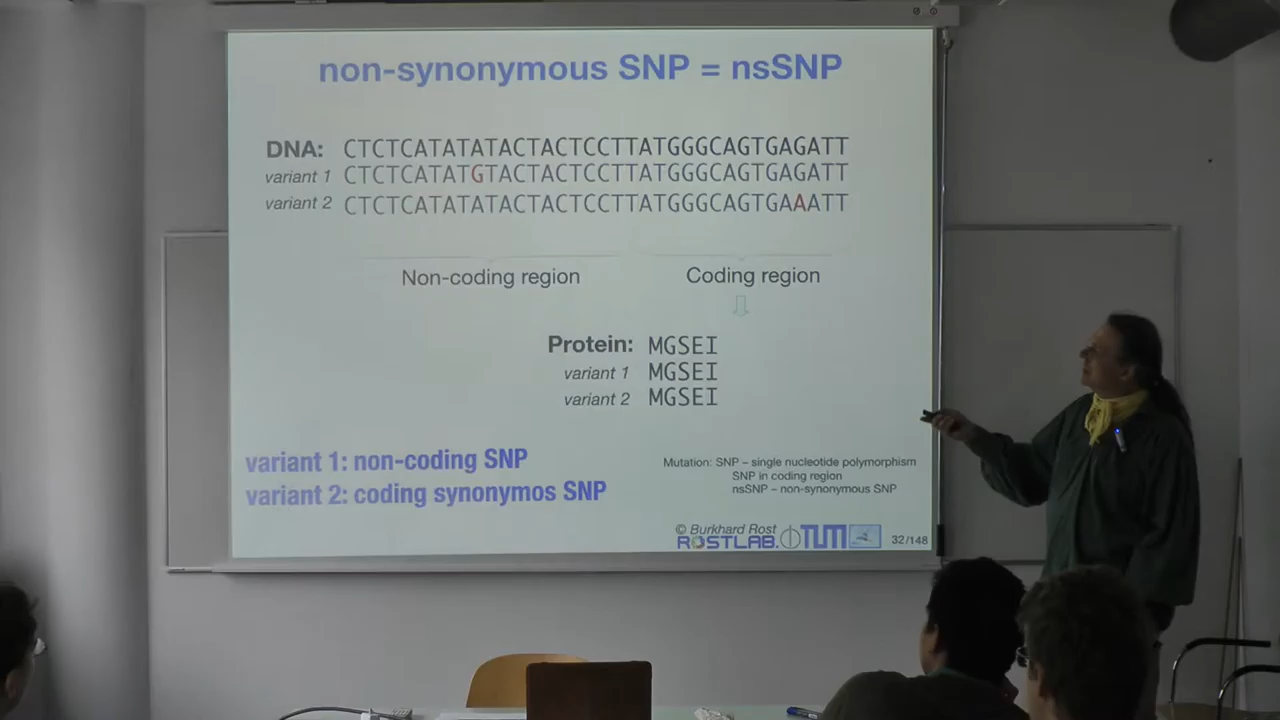 non-synonymous SNP = nsSNP
DNA: CTCTCATATATACTACTCCTTATGGGCAGTGAGATT
variant 1 CTCTCATATGTACTACTCCTTATGGGCAGTGAGATT
variant 2 CTCTCATATATACTACTCCTTATGGGCAGTGAAATT
Non-coding region Coding region
Protein: MGSEI
variant 1 MGSEI
variant 2 MGSEI
variant 1: non-coding SNP
variant 2: coding synonymos SNP
Mutation: SNP – single nucleotide polymorphism
SNP in coding region
nsSNP – non-synonymous SNP
© Burkhard Rost
ROSTLAB. TUM 32/148